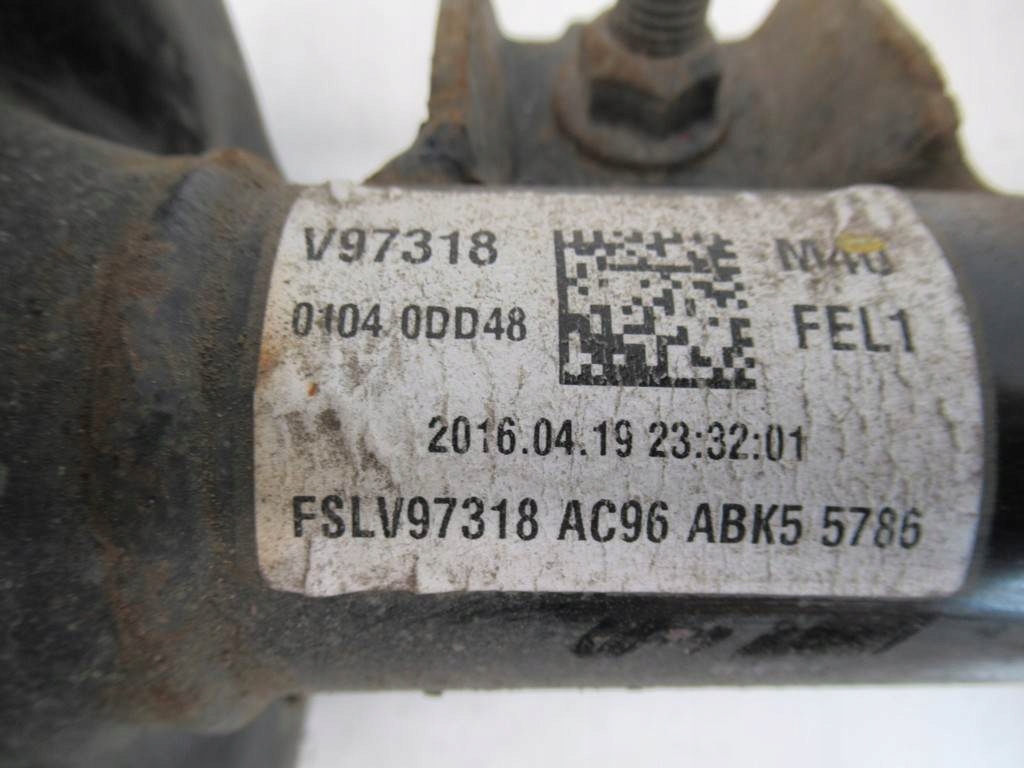 V97318
0104 0DD48
FEL1
2016.04.19 23:32:01
FSLV97318 AC96 ABK5 5786